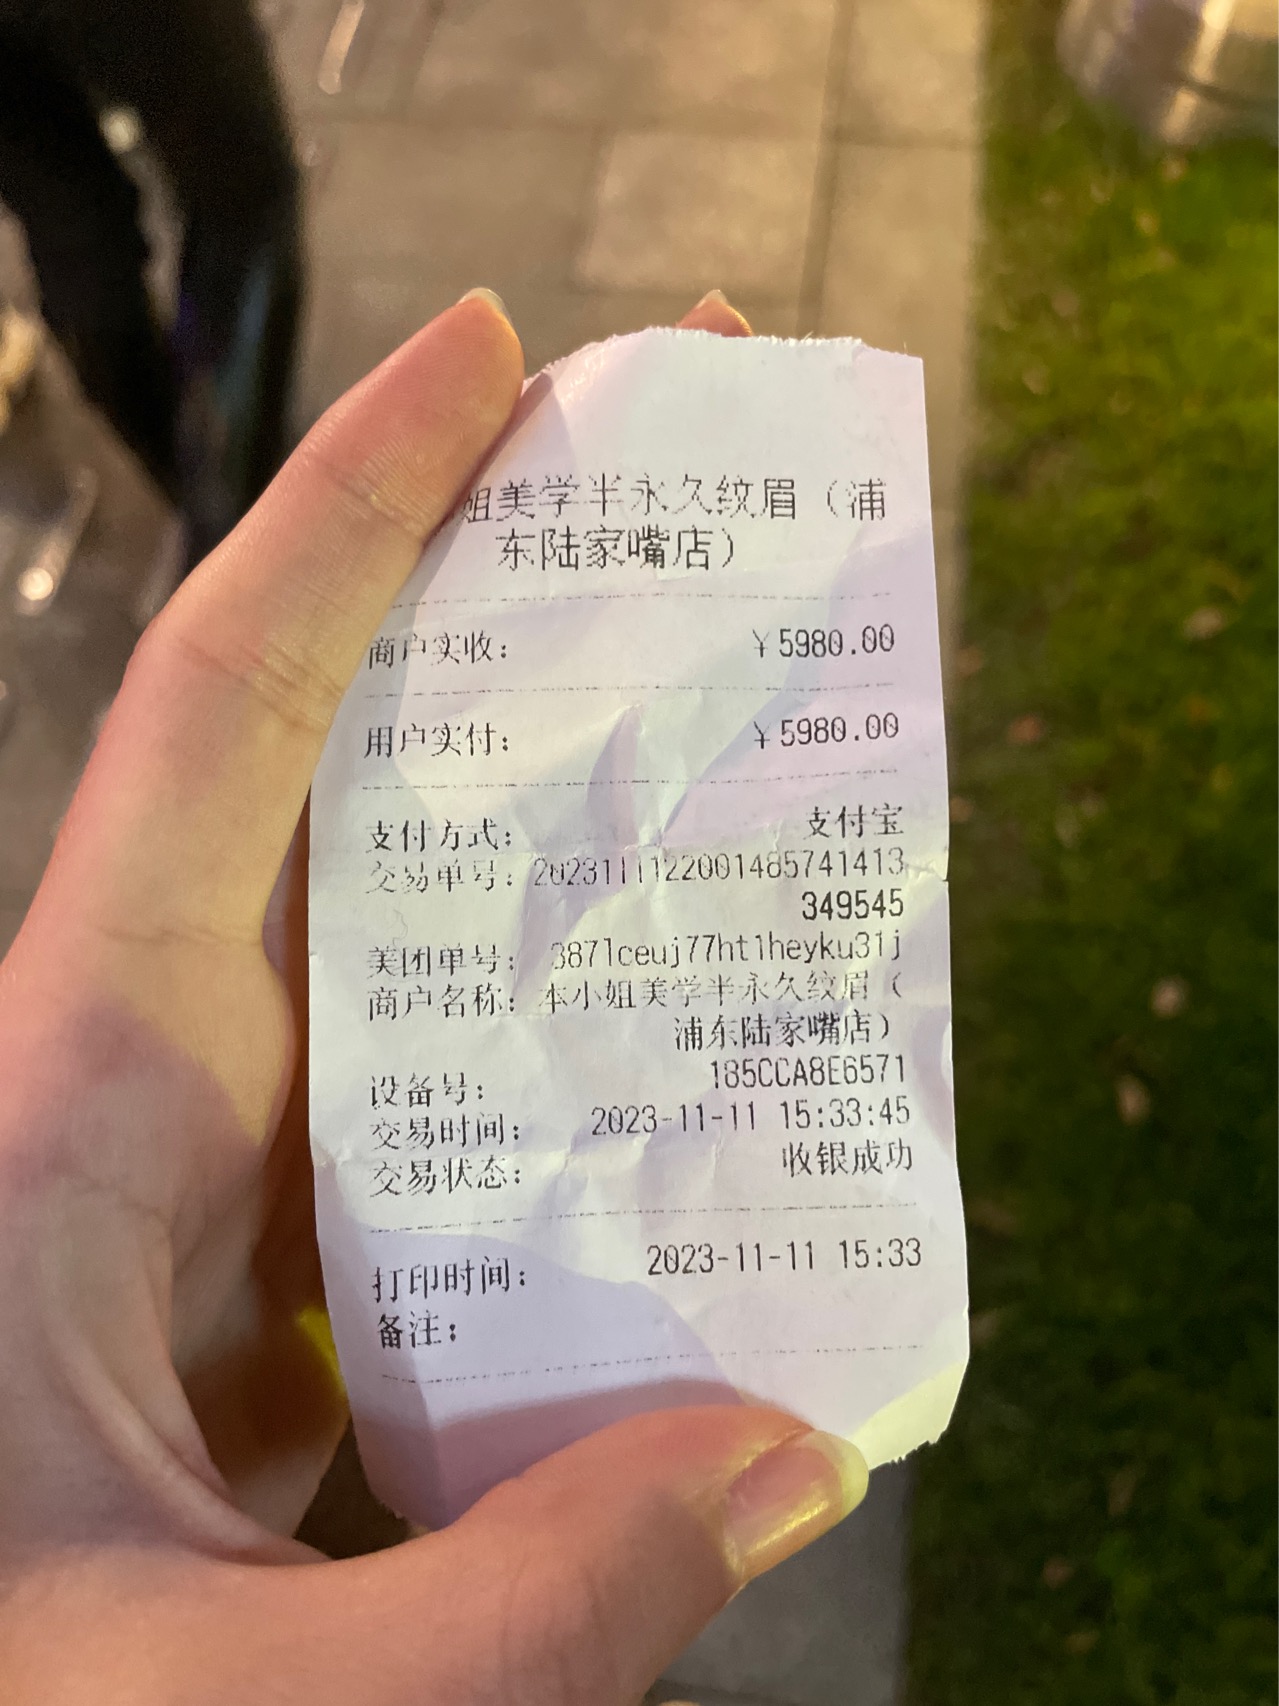 姐美学半永久纹眉（浦
东陆家嘴店）
商户实收： ￥5980.00
用户实付： ￥5980.00
支付方式： 支付宝
交易单号：2023111122001485741413
349545
美团单号： 3871ceuj77ht1heyku31j
商户名称：本小姐美学半永久纹眉（
浦东陆家嘴店）
设备号： 185CCA8E6571
交易时间： 2023-11-11 15:33:45
交易状态： 收银成功
打印时间： 2023-11-11 15:33
备注：